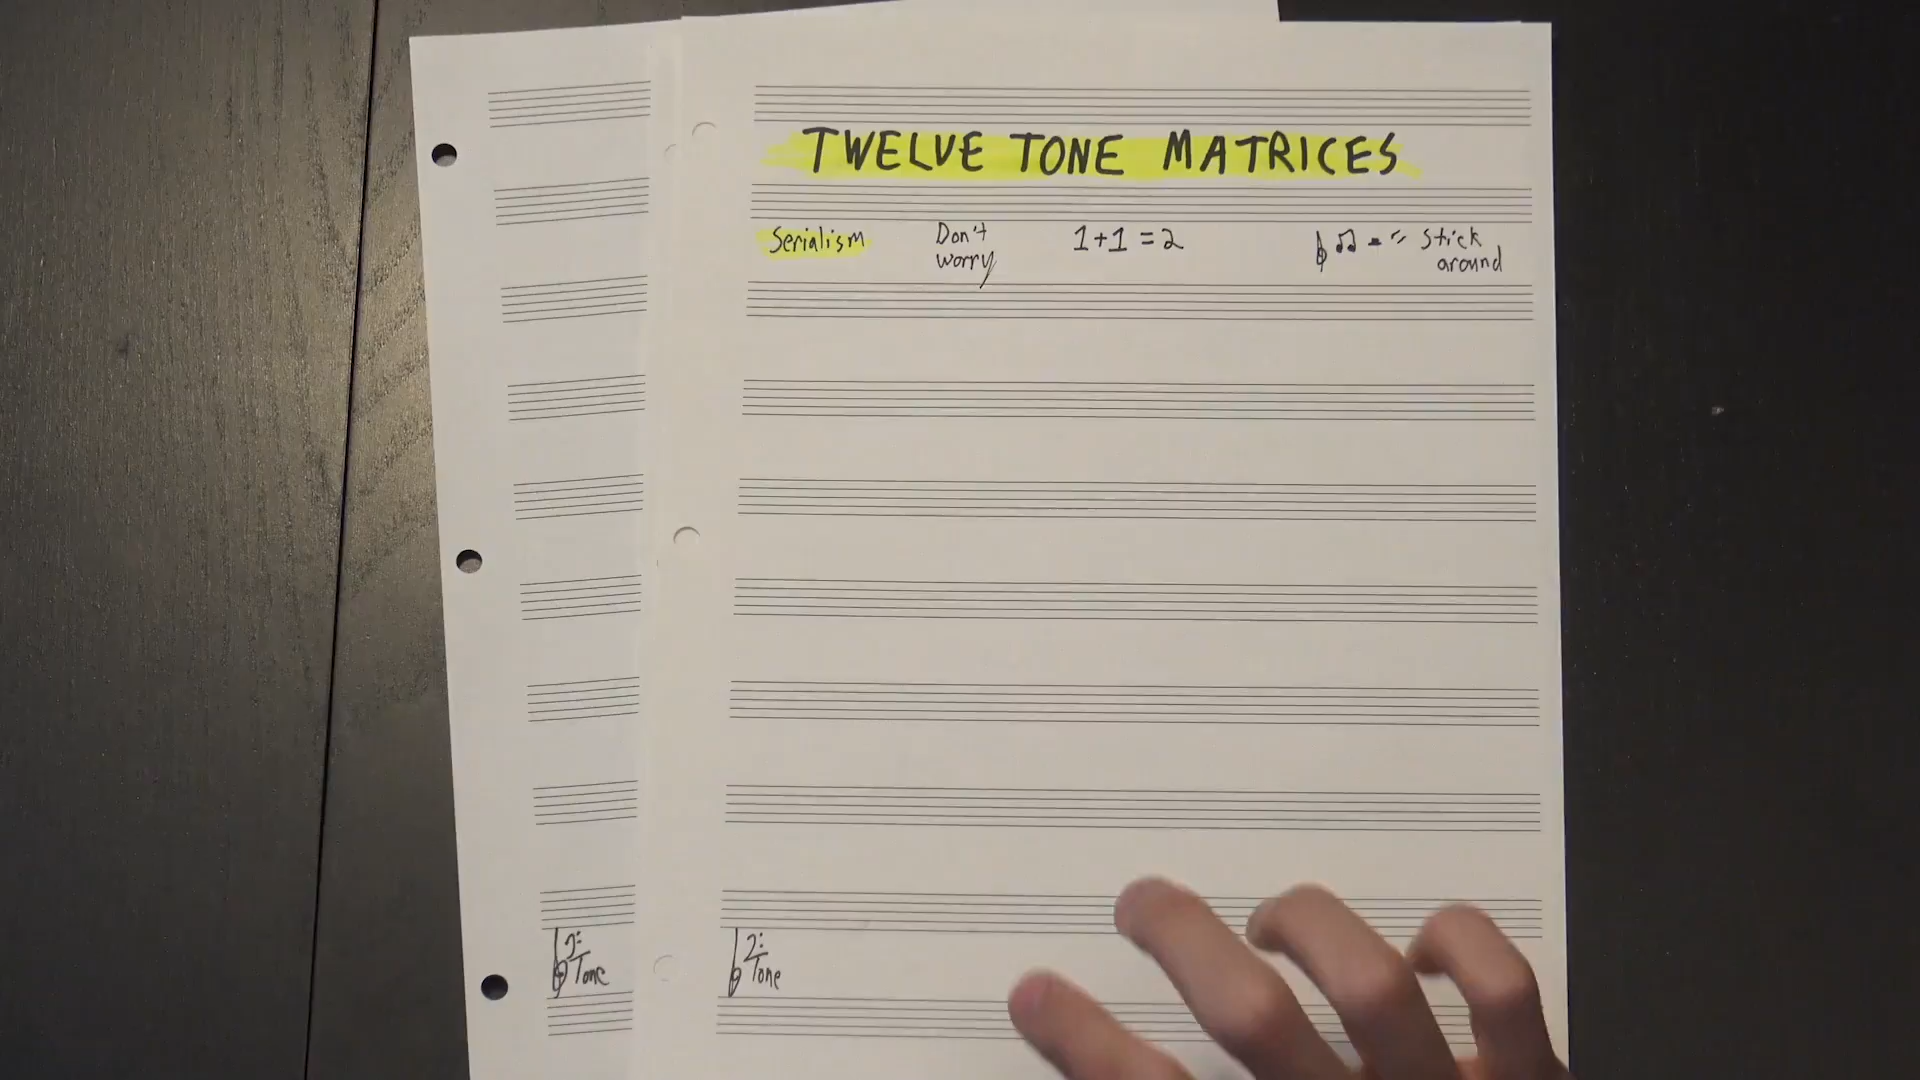 TWELVE TONE MATRICES
Serialism Don't worry 1+1=2 Stick around
Tone
Tone